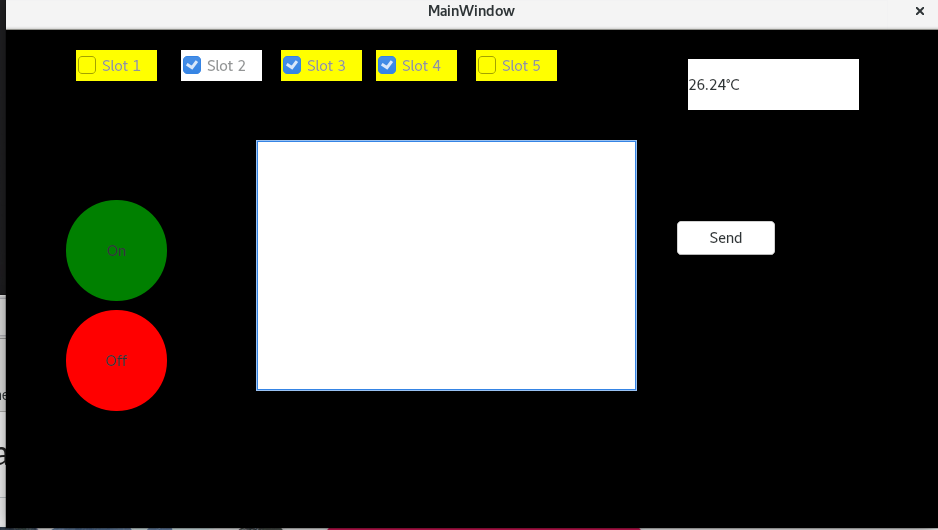 MainWindow
Slot 1
Slot 2
Slot 3
Slot 4
Slot 5
26.24°C
On
Send
Off